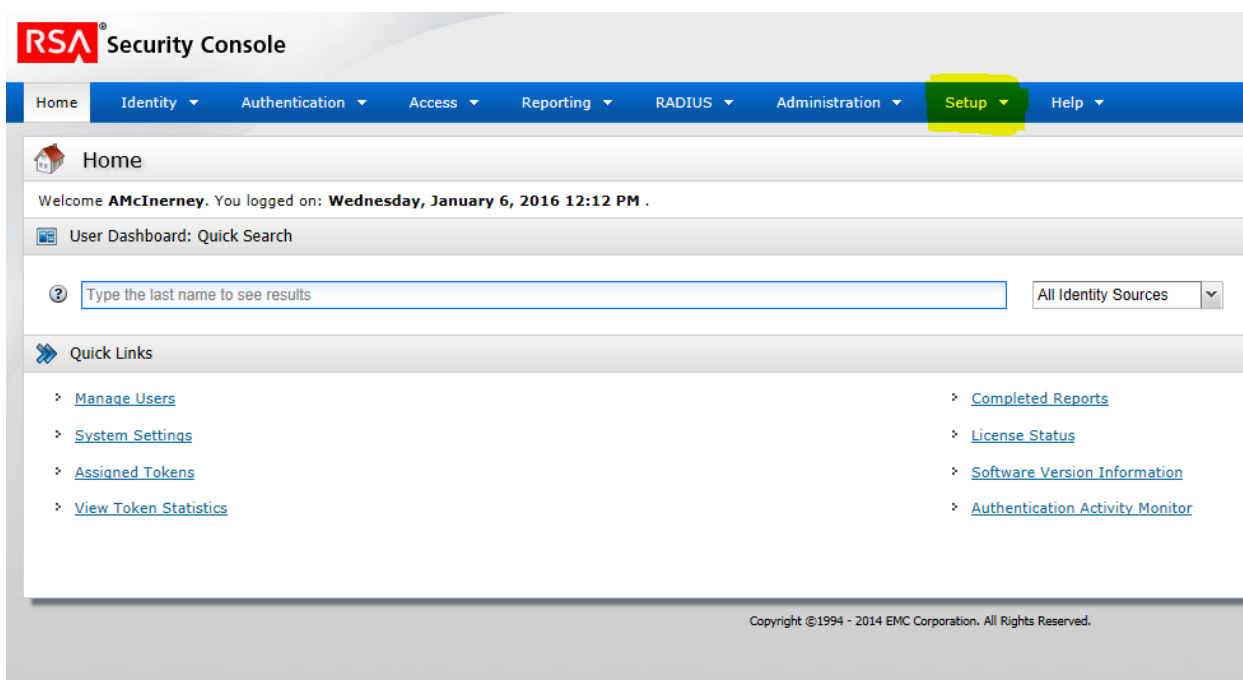 RSA® Security Console
Home Identity Authentication Access Reporting RADIUS Administration Setup Help
Home
Welcome AMcInerney. You logged on: Wednesday, January 6, 2016 12:12 PM .
User Dashboard: Quick Search
? Type the last name to see results All Identity Sources
Quick Links
Manage Users
System Settings
Assigned Tokens
View Token Statistics
Completed Reports
License Status
Software Version Information
Authentication Activity Monitor
Copyright ©1994 - 2014 EMC Corporation. All Rights Reserved.